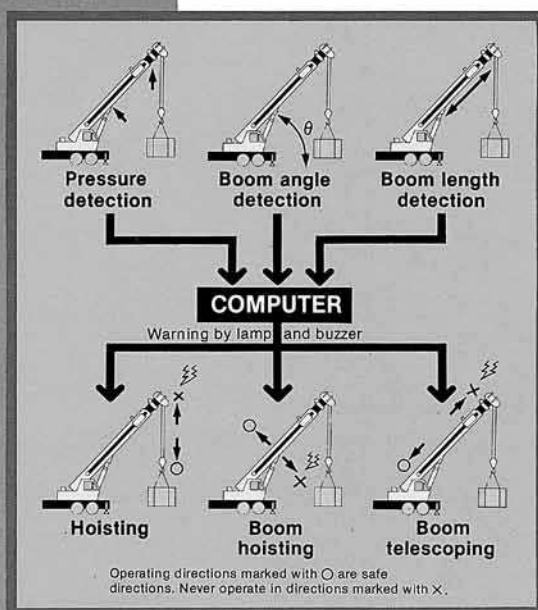 θ
Pressure
detection
Boom angle
detection
Boom length
detection
COMPUTER
Warning by lamp and buzzer
Hoisting
Boom
hoisting
Boom
telescoping
Operating directions marked with ○ are safe
directions. Never operate in directions marked with ×.